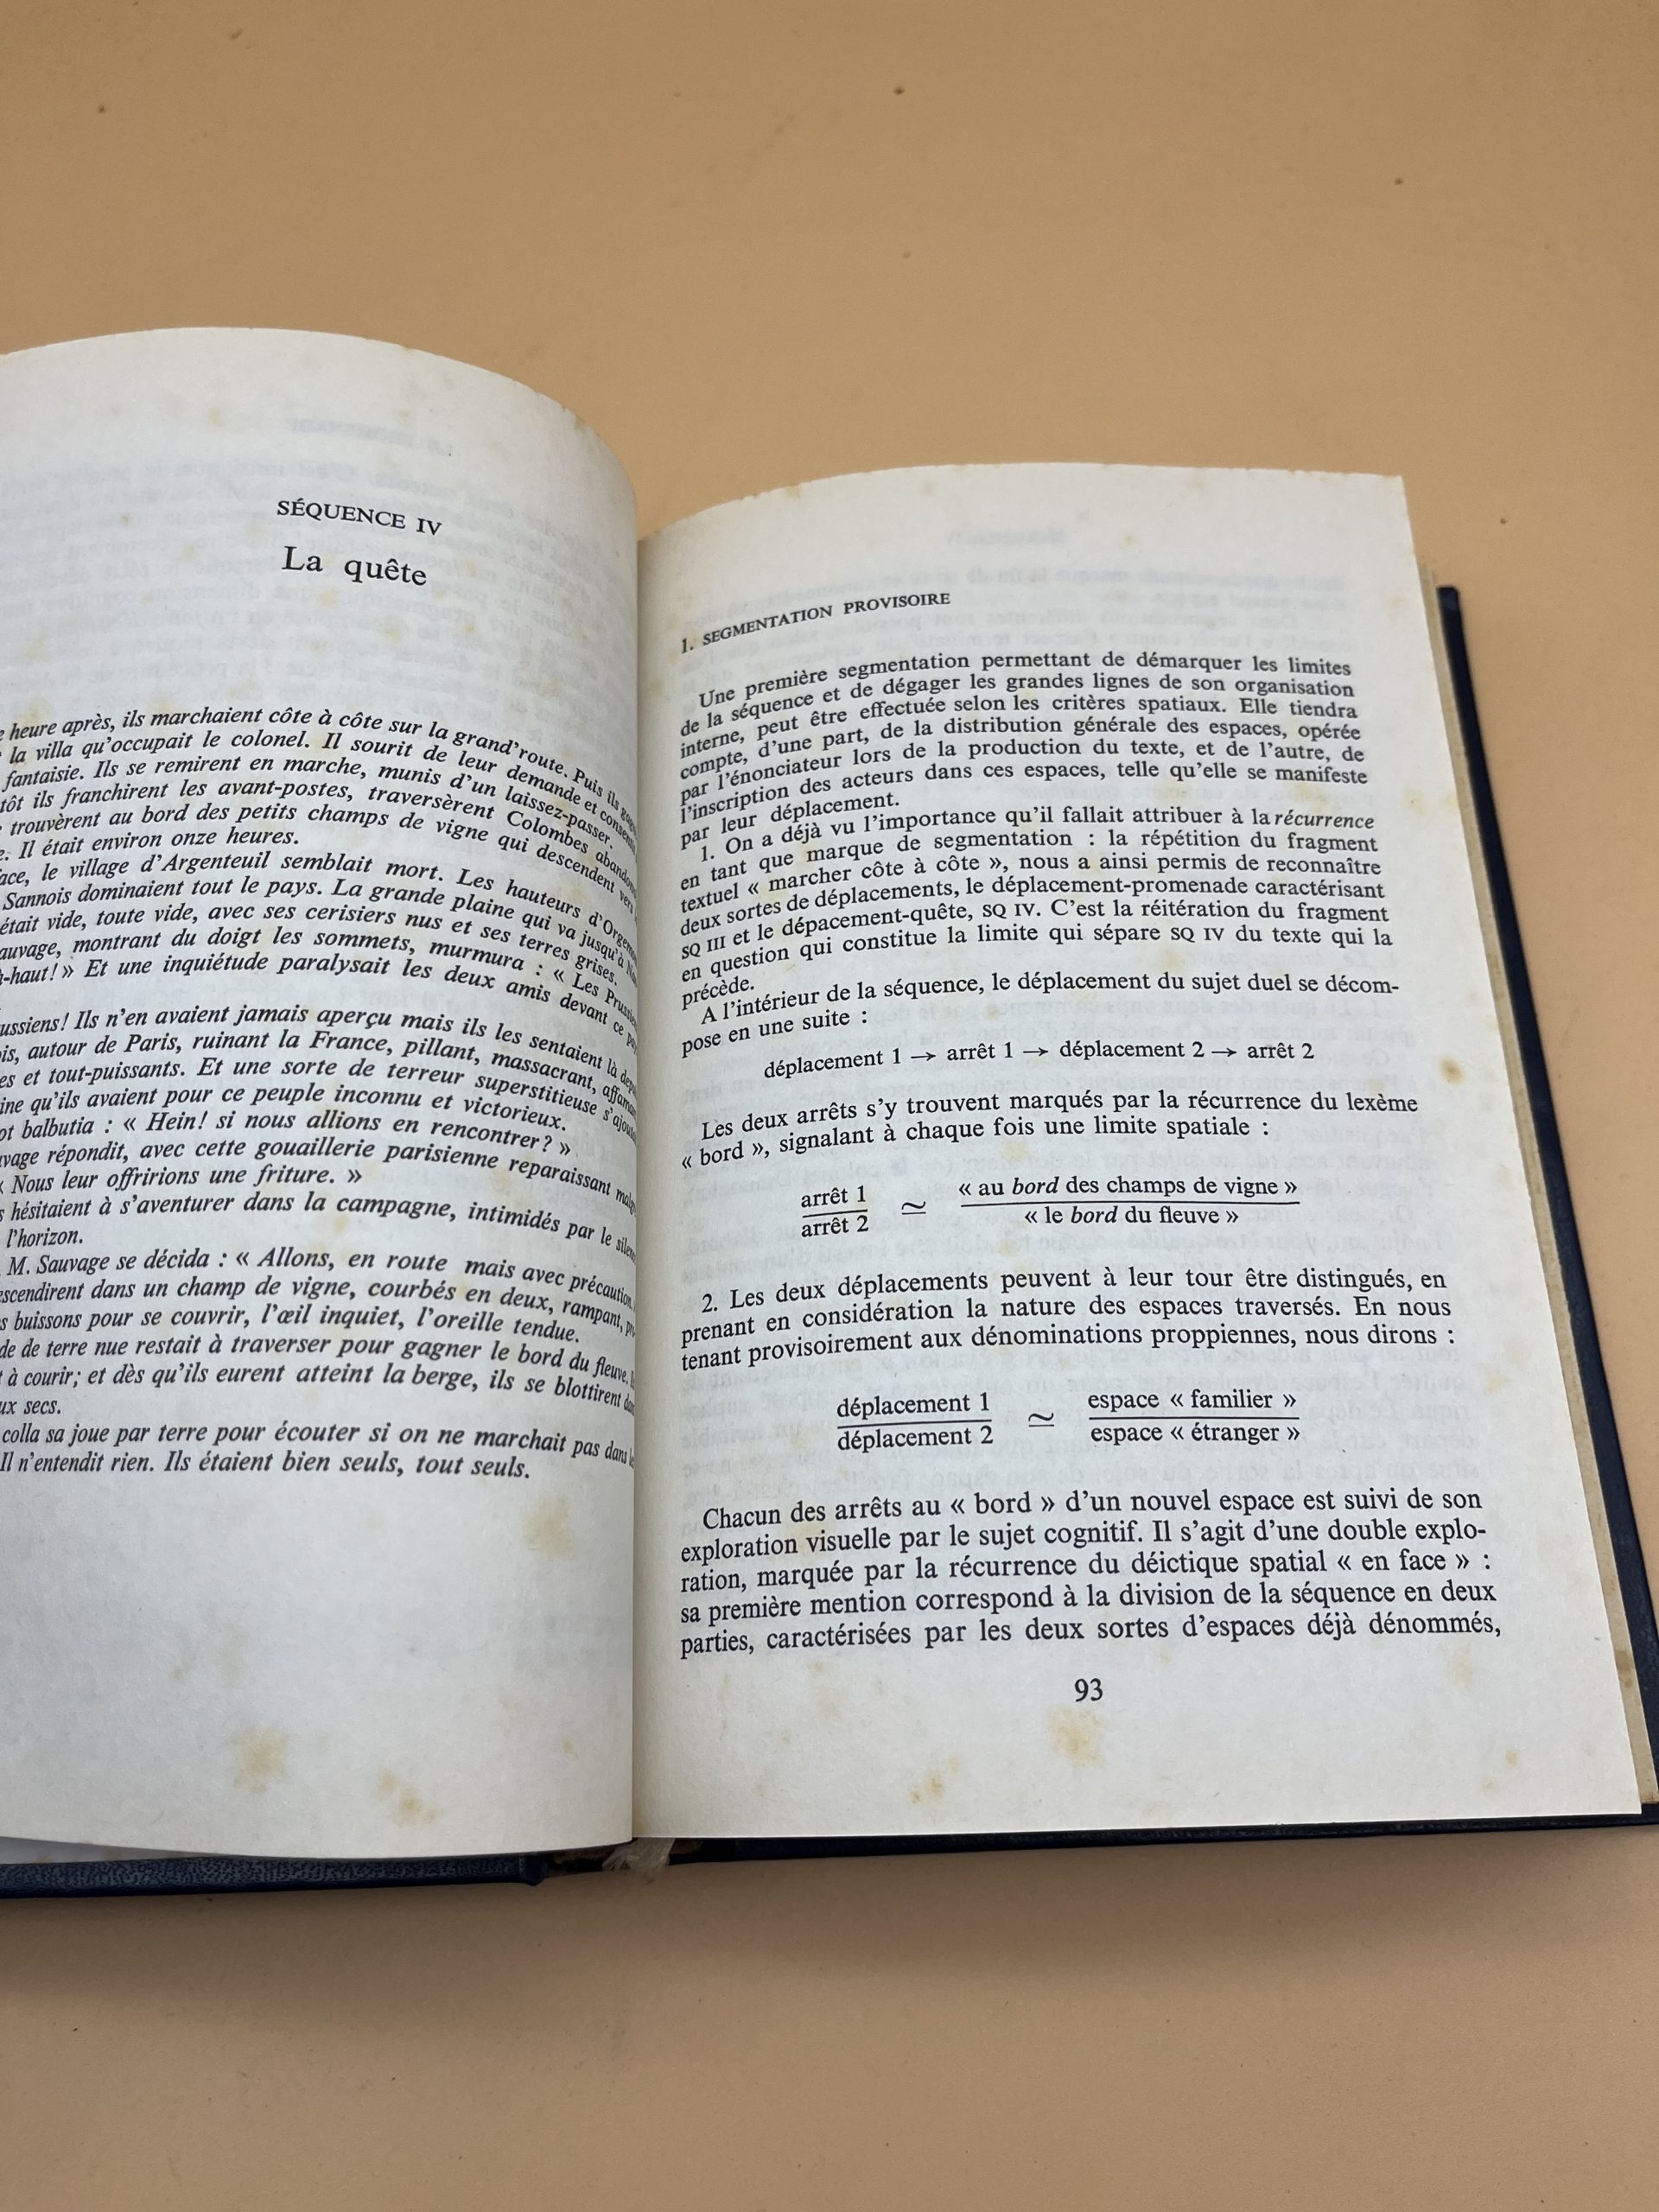 SÉQUENCE IV
La quête
heure après, ils marchaient côte à côte sur la grand'route. Puis ils
la villa qu'occupait le colonel. Il sourit de leur demande et
fantaisie. Ils se remirent en marche, munis d'un laissez-passer.
ils franchirent les avant-postes, traversèrent Colombes
trouvèrent au bord des petits champs de vigne qui descendent vers
Il était environ onze heures.
le village d'Argenteuil semblait mort. Les hauteurs
Sannois dominaient tout le pays. La grande plaine qui va jusqu'à
était vide, toute vide, avec ses cerisiers nus et ses terres grises.
montrant du doigt les sommets, murmura : « Les
-haut! » Et une inquiétude paralysait les deux amis devant ce
Ils n'en avaient jamais aperçu mais ils les sentaient là
autour de Paris, ruinant la France, pillant, massacrant,
es et tout-puissants. Et une sorte de terreur superstitieuse
qu'ils avaient pour ce peuple inconnu et victorieux.
balbutia : « Hein! si nous allions en rencontrer? »
répondit, avec cette gouaillerie parisienne reparaissant
« Nous leur offririons une friture. »
hésitaient à s'aventurer dans la campagne, intimidés par le
l'horizon.
M. Sauvage se décida : « Allons, en route mais avec précaution.
dans un champ de vigne, courbés en deux, rampant,
buissons pour se couvrir, l'œil inquiet, l'oreille tendue.
de terre nue restait à traverser pour gagner le bord du fleuve.
à courir; et dès qu'ils eurent atteint la berge, ils se blottirent
secs.
colla sa joue par terre pour écouter si on ne marchait pas dans
Il n'entendit rien. Ils étaient bien seuls, tout seuls.
1. SEGMENTATION PROVISOIRE
Une première segmentation permettant de démarquer les limites
de la séquence et de dégager les grandes lignes de son organisation
interne, peut être effectuée selon les critères spatiaux. Elle tiendra
compte, d'une part, de la distribution générale des espaces, opérée
par l'énonciateur lors de la production du texte, et de l'autre, de
l'inscription des acteurs dans ces espaces, telle qu'elle se manifeste
par leur déplacement.
1. On a déjà vu l'importance qu'il fallait attribuer à la récurrence
en tant que marque de segmentation : la répétition du fragment
textuel « marcher côte à côte », nous a ainsi permis de reconnaître
deux sortes de déplacements, le déplacement-promenade caractérisant
SQ III et le dépacement-quête, SQ IV. C'est la réitération du fragment
en question qui constitue la limite qui sépare SQ IV du texte qui la
précède.
A l'intérieur de la séquence, le déplacement du sujet duel se décom-
pose en une suite :
déplacement 1 → arrêt 1 → déplacement 2 → arrêt 2
Les deux arrêts s'y trouvent marqués par la récurrence du lexème
« bord », signalant à chaque fois une limite spatiale :
arrêt 1 ≃ « au bord des champs de vigne »
arrêt 2 « le bord du fleuve »
2. Les deux déplacements peuvent à leur tour être distingués, en
prenant en considération la nature des espaces traversés. En nous
tenant provisoirement aux dénominations proppiennes, nous dirons :
déplacement 1 ≃ espace « familier »
déplacement 2 espace « étranger »
Chacun des arrêts au « bord » d'un nouvel espace est suivi de son
exploration visuelle par le sujet cognitif. Il s'agit d'une double explo-
ration, marquée par la récurrence du déictique spatial « en face » :
sa première mention correspond à la division de la séquence en deux
parties, caractérisées par les deux sortes d'espaces déjà dénommés,
93